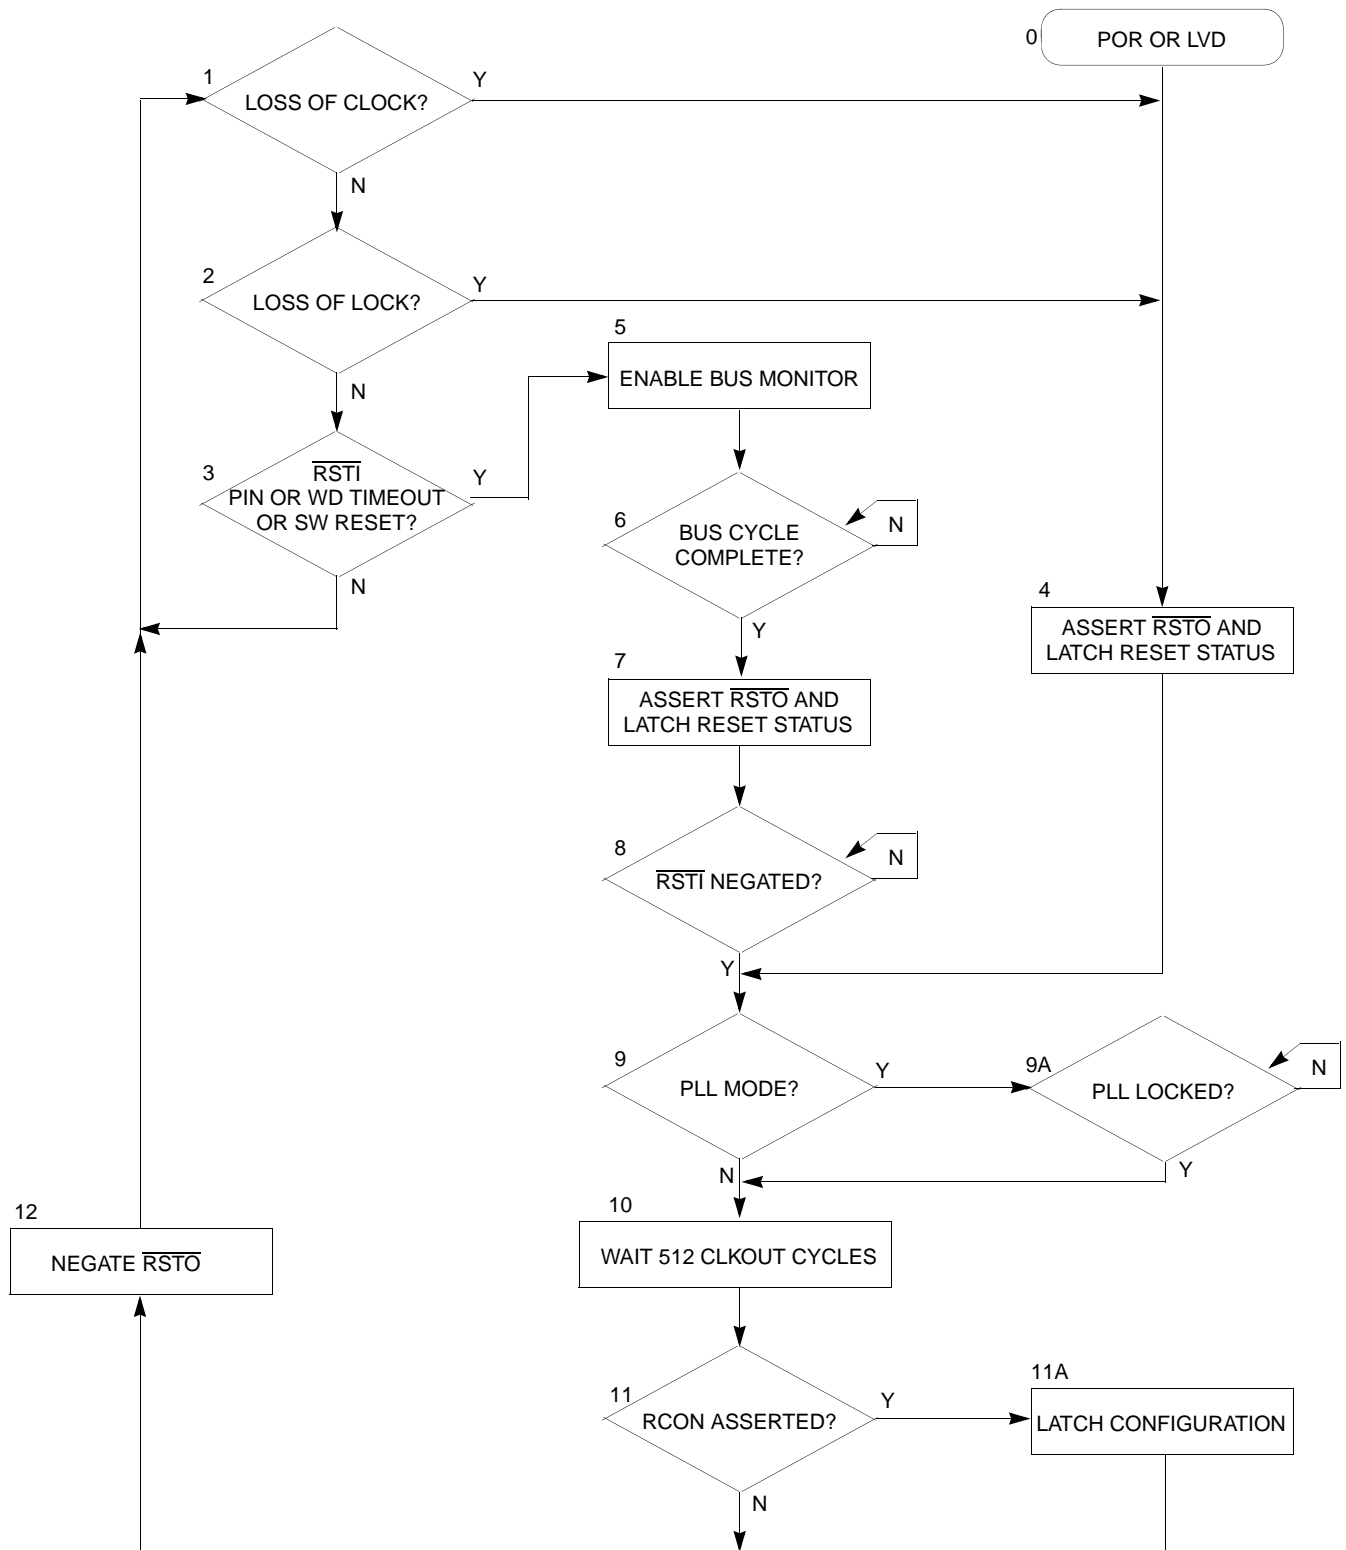 0
POR OR LVD
1
LOSS OF CLOCK?
Y
N
2
LOSS OF LOCK?
Y
N
3
RSTI
PIN OR WD TIMEOUT
OR SW RESET?
Y
N
5
ENABLE BUS MONITOR
6
BUS CYCLE
COMPLETE?
N
Y
4
ASSERT RSTO AND
LATCH RESET STATUS
7
ASSERT RSTO AND
LATCH RESET STATUS
8
RSTI NEGATED?
N
Y
9
PLL MODE?
Y
N
9A
PLL LOCKED?
N
Y
10
WAIT 512 CLKOUT CYCLES
12
NEGATE RSTO
11
RCON ASSERTED?
Y
N
11A
LATCH CONFIGURATION